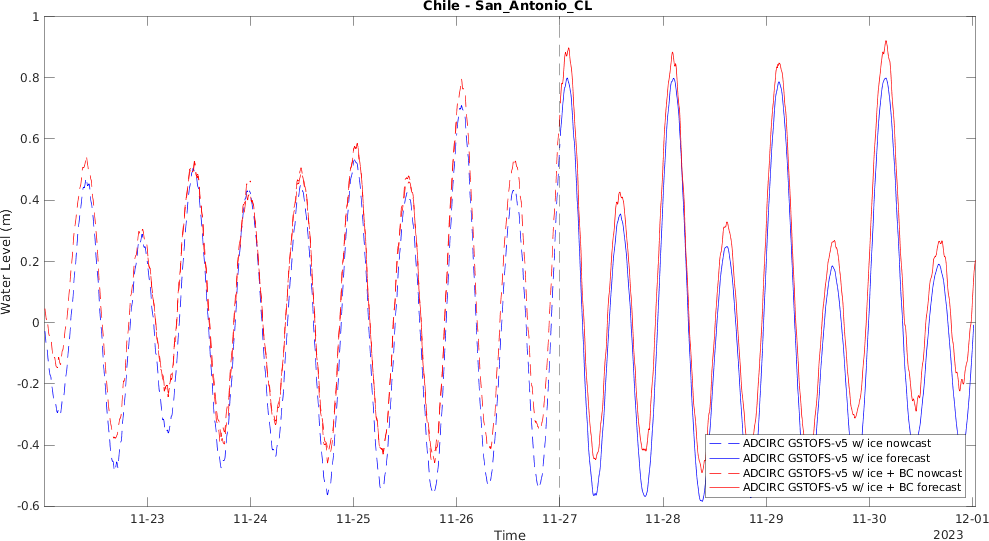 Chile - San_Antonio_CL
Water Level (m)
1
0.8
0.6
0.4
0.2
0
-0.2
-0.4
-0.6
ADCIRC GSTOFS-v5 w/ ice nowcast
ADCIRC GSTOFS-v5 w/ ice forecast
ADCIRC GSTOFS-v5 w/ ice + BC nowcast
ADCIRC GSTOFS-v5 w/ ice + BC forecast
11-23 11-24 11-25 11-26 11-27 11-28 11-29 11-30 12-01
Time
2023